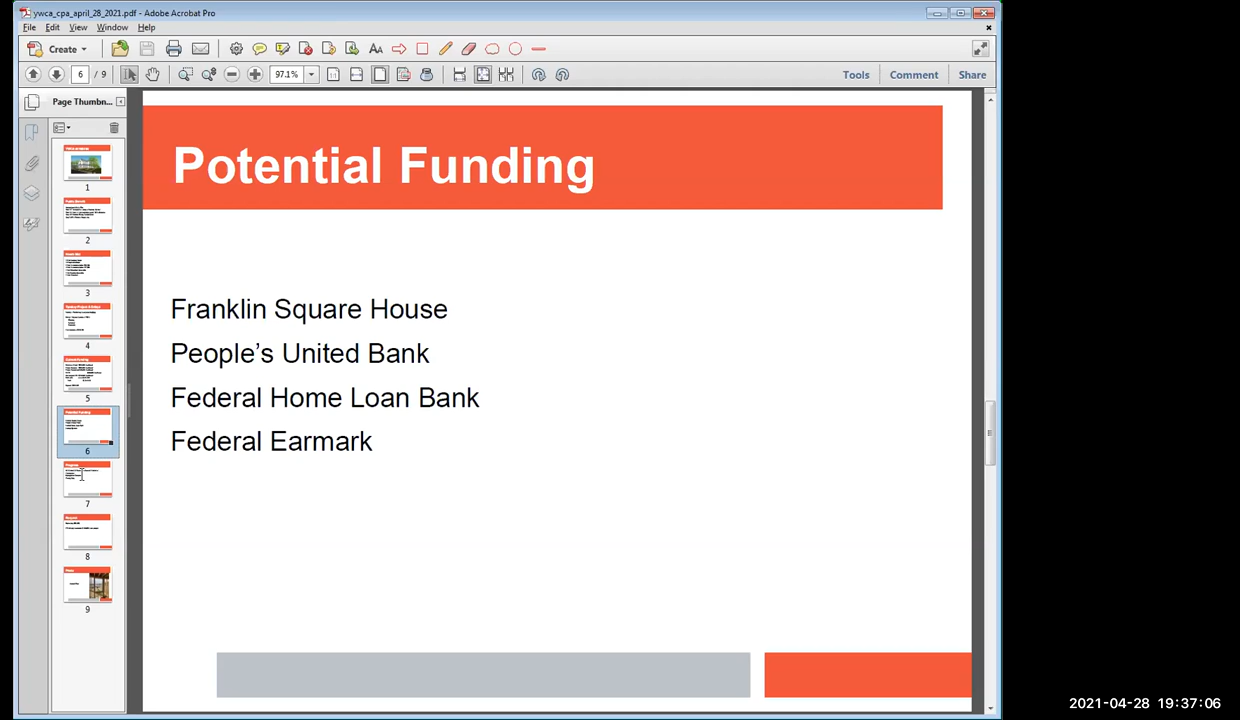 ywca_cpa_april_28_2021.pdf - Adobe Acrobat Pro
File Edit View Window Help
Create
6 / 9 97.1% Tools Comment Share
Page Thumbn...
Potential Funding
Franklin Square House
People’s United Bank
Federal Home Loan Bank
Federal Earmark
1
2
3
4
5
6
7
8
9
2021-04-28 19:37:06